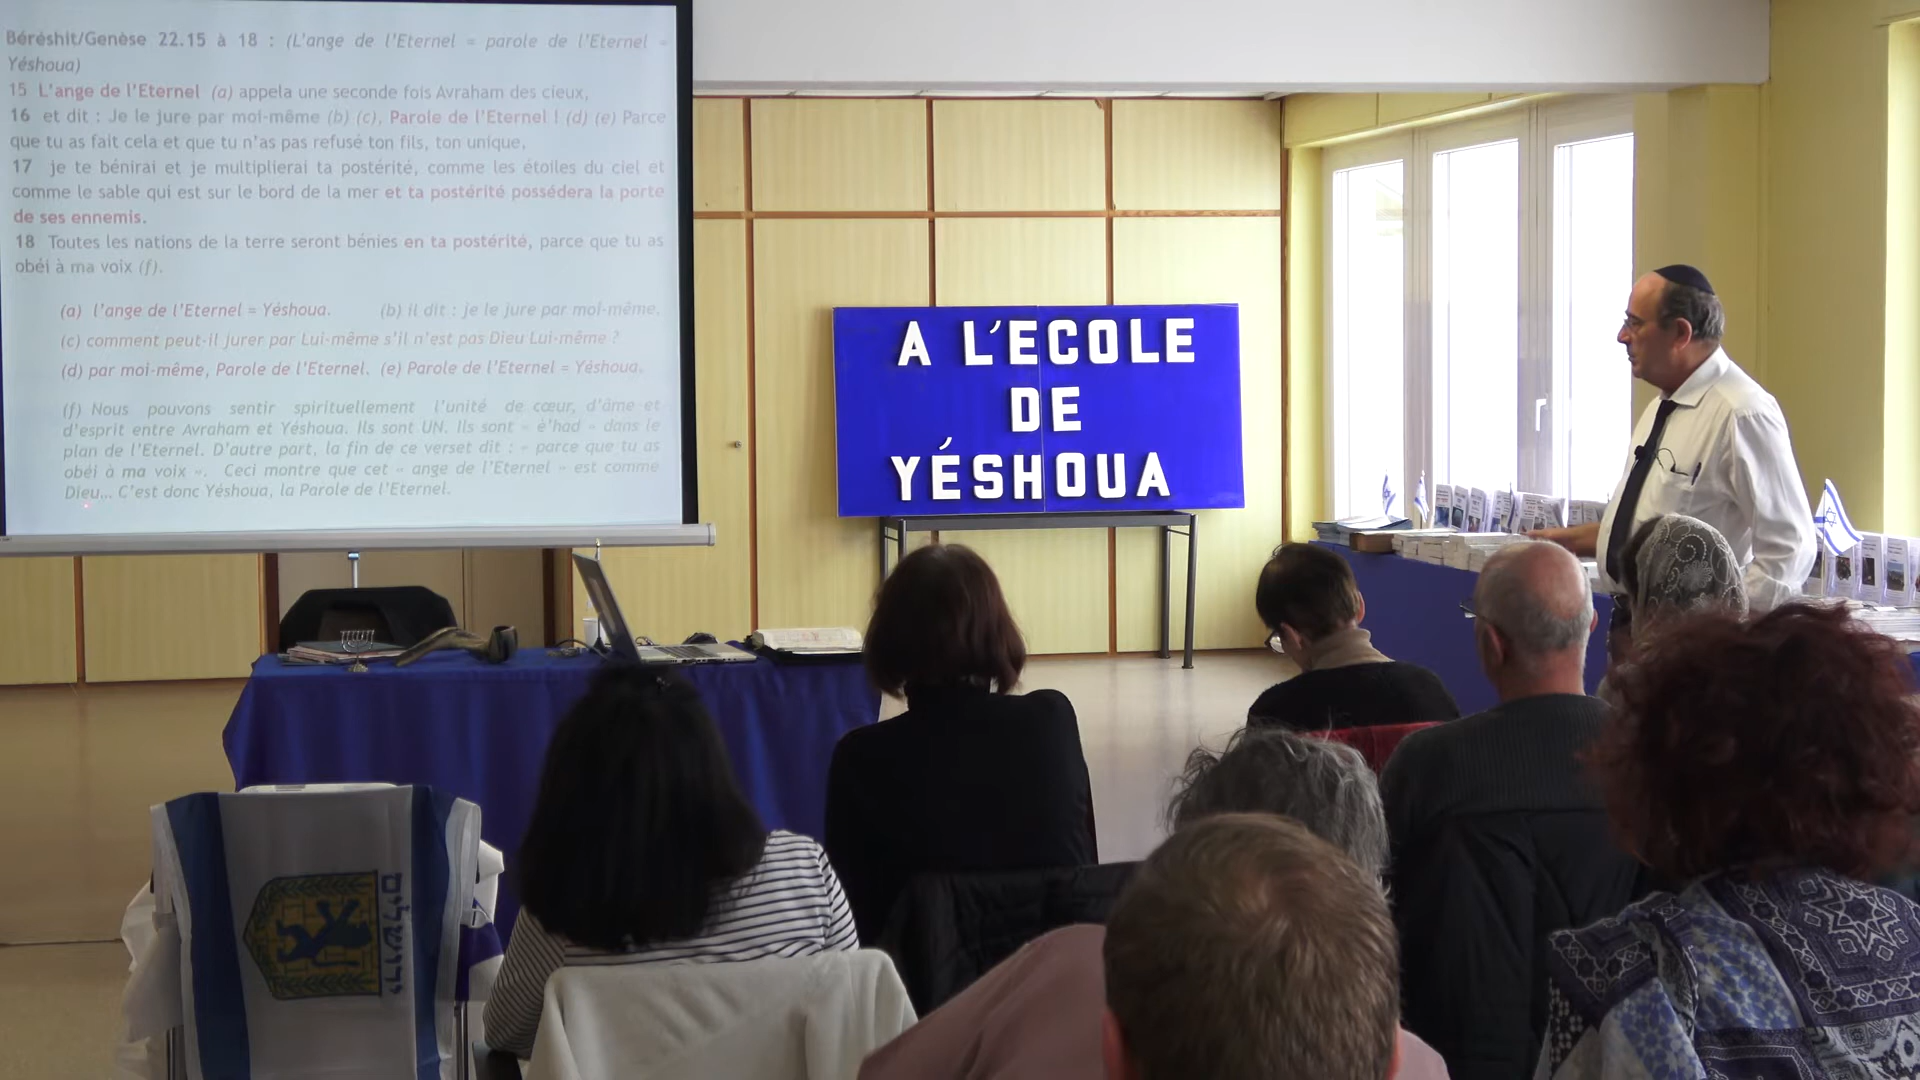 Béréshit/Genèse 22.15 à 18 : (L'ange de l'Eternel = parole de l'Eternel =
Yéshoua)
15 L'ange de l'Eternel (a) appela une seconde fois Avraham des cieux,
16 et dit : Je le jure par moi-même (b) (c), Parole de l'Eternel ! (d) (e) Parce
que tu as fait cela et que tu n'as pas refusé ton fils, ton unique,
17 je te bénirai et je multiplierai ta postérité, comme les étoiles du ciel et
comme le sable qui est sur le bord de la mer et ta postérité possédera la porte
de ses ennemis.
18 Toutes les nations de la terre seront bénies en ta postérité, parce que tu as
obéi à ma voix (f).
(a) l'ange de l'Eternel = Yéshoua. (b) il dit : je le jure par moi-même.
(c) comment peut-il jurer par Lui-même s'il n'est pas Dieu Lui-même ?
(d) par moi-même, Parole de l'Eternel. (e) Parole de l'Eternel = Yéshoua.
(f) Nous pouvons sentir spirituellement l'unité de cœur, d'âme et
d'esprit entre Avraham et Yéshoua. Ils sont UN. Ils sont « è'had » dans le
plan de l'Eternel. D'autre part, la fin de ce verset dit : « parce que tu as
obéi à ma voix ». Ceci montre que cet « ange de l'Eternel » est comme
Dieu... C'est donc Yéshoua, la Parole de l'Eternel.
A L'ECOLE
DE
YÉSHOUA
ירושלים